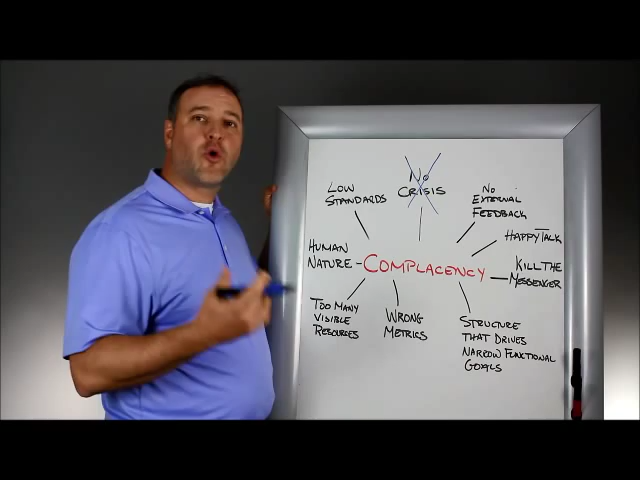 No
CRISIS
LOW
STANDARDS
NO
EXTERNAL
FEEDBACK
HAPPY TALK
HUMAN
NATURE
COMPLACENCY
KILL THE
MESSENGER
TOO MANY
VISIBLE
RESOURCES
WRONG
METRICS
STRUCTURE
THAT DRIVES
NARROW FUNCTIONAL
GOALS